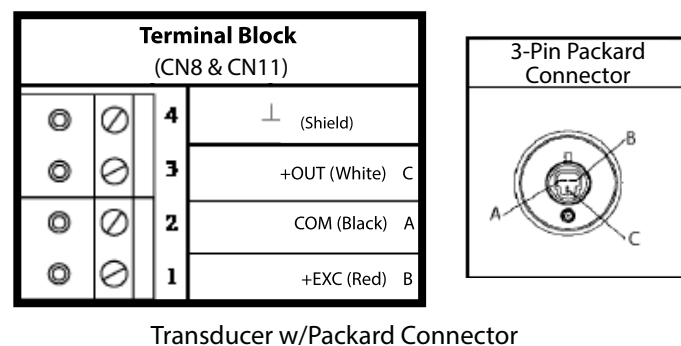 Terminal Block
(CN8 & CN11)
4 ⊥ (Shield)
3 +OUT (White) C
2 COM (Black) A
1 +EXC (Red) B
3-Pin Packard
Connector
B
A
C
Transducer w/Packard Connector